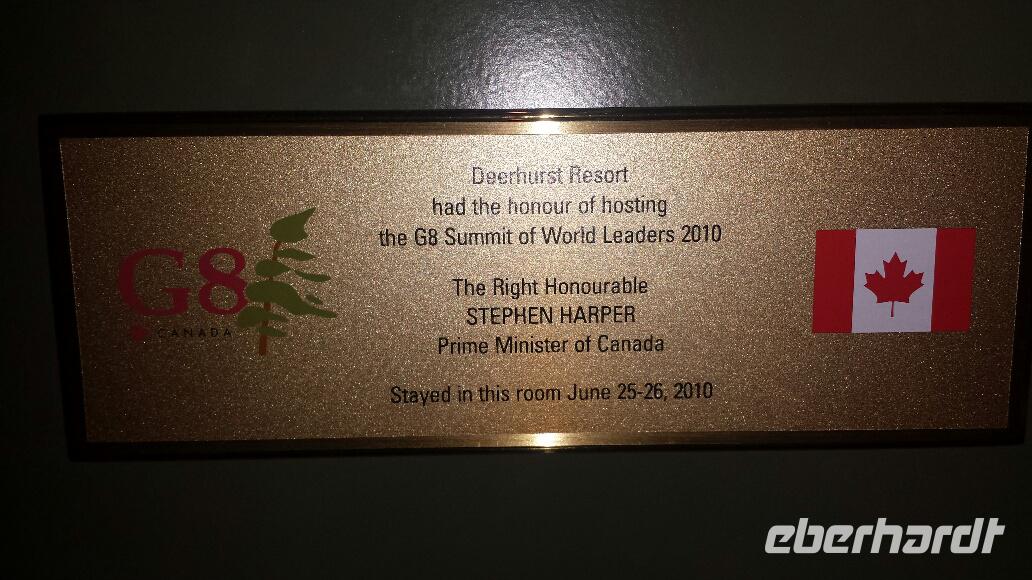 Deerhurst Resort
had the honour of hosting
the G8 Summit of World Leaders 2010
The Right Honourable
STEPHEN HARPER
Prime Minister of Canada
Stayed in this room June 25-26, 2010
G8
CANADA
eberhardt